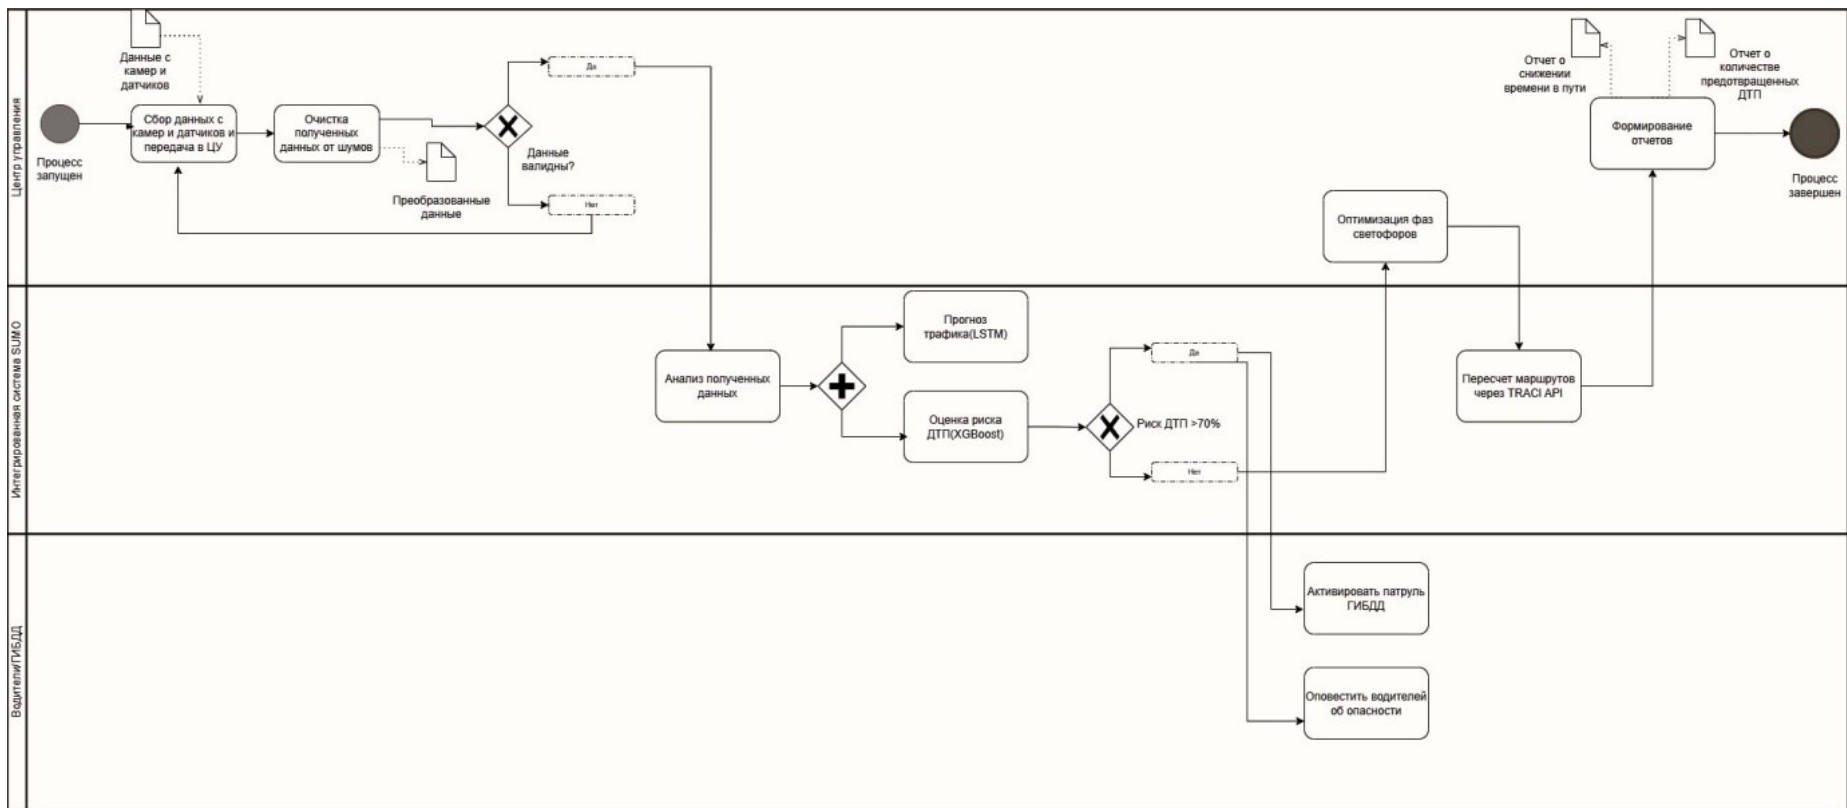 Центр управления
Данные с
камер и
датчиков
Процесс
запущен
Сбор данных с
камер и датчиков и
передача в ЦУ
Очистка
полученных
данных от шумов
Преобразованные
данные
Данные
валидны?
Да
Нет
Оптимизация фаз
светофоров
Отчет о
снижении
времени в пути
Отчет о
количестве
предотвращенных
ДТП
Формирование
отчетов
Процесс
завершен
Интегрированная система SUMO
Анализ полученных
данных
Прогноз
трафика(LSTM)
Оценка риска
ДТП(XGBoost)
Риск ДТП >70%
Да
Нет
Пересчет маршрутов
через TRACI API
Водители/ГИБДД
Активировать патруль
ГИБДД
Оповестить водителей
об опасности